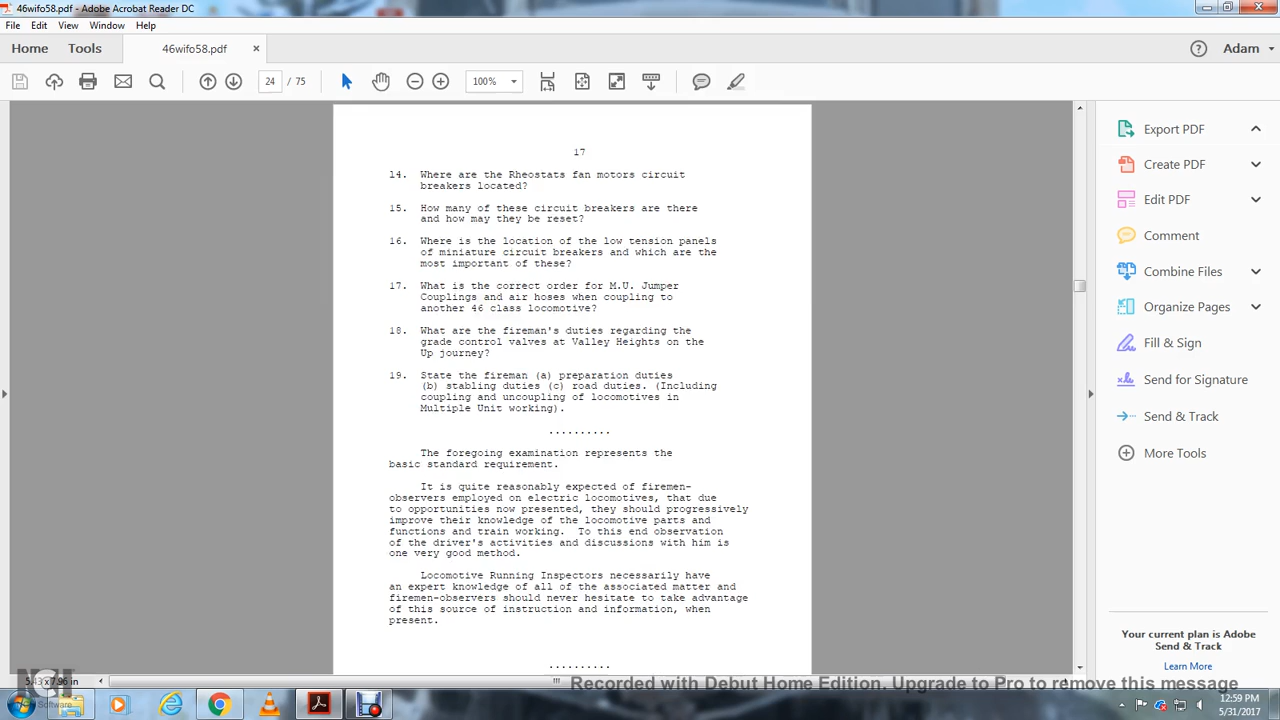 46wifo58.pdf - Adobe Acrobat Reader DC
File Edit View Window Help
Home Tools 46wifo58.pdf × Adam
24 / 75 100%
17
14. Where are the Rheostats fan motors circuit
breakers located?
15. How many of these circuit breakers are there
and how may they be reset?
16. Where is the location of the low tension panels
of miniature circuit breakers and which are the
most important of these?
17. What is the correct order for M.U. Jumper
Couplings and air hoses when coupling to
another 46 class locomotive?
18. What are the fireman's duties regarding the
grade control valves at Valley Heights on the
Up journey?
19. State the fireman (a) preparation duties
(b) stabling duties (c) road duties. (Including
coupling and uncoupling of locomotives in
Multiple Unit working).
..........
The foregoing examination represents the
basic standard requirement.
It is quite reasonably expected of firemen-
observers employed on electric locomotives, that due
to opportunities now presented, they should progressively
improve their knowledge of the locomotive parts and
functions and train working. To this end observation
of the driver's activities and discussions with him is
one very good method.
Locomotive Running Inspectors necessarily have
an expert knowledge of all of the associated matter and
firemen-observers should never hesitate to take advantage
of this source of instruction and information, when
present.
..........
Export PDF
Create PDF
Edit PDF
Comment
Combine Files
Organize Pages
Fill & Sign
Send for Signature
Send & Track
More Tools
Your current plan is Adobe
Send & Track
Learn More
x 7.96 in
Software
Recorded with Debut Home Edition. Upgrade to Pro to remove this message
12:59 PM
5/31/2017